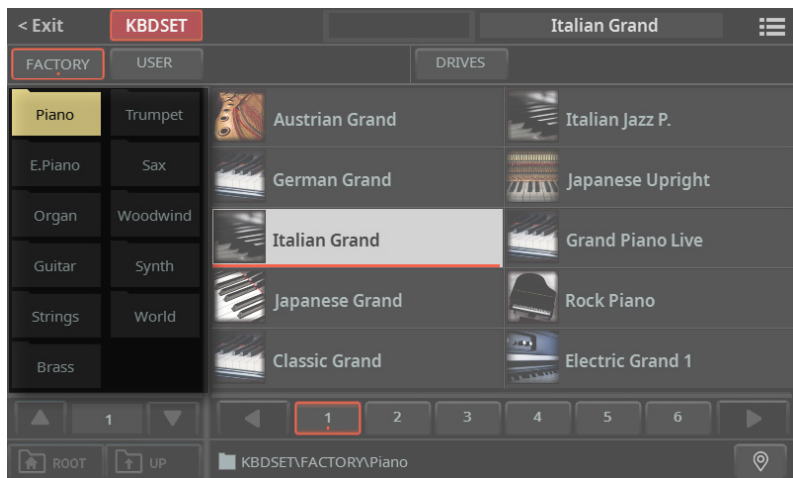 < Exit KBDSET Italian Grand
FACTORY USER DRIVES
Piano Trumpet Austrian Grand Italian Jazz P.
E.Piano Sax German Grand Japanese Upright
Organ Woodwind Italian Grand Grand Piano Live
Guitar Synth
Strings World Japanese Grand Rock Piano
Brass Classic Grand Electric Grand 1
1 1 2 3 4 5 6
ROOT UP KBDSET\FACTORY\Piano